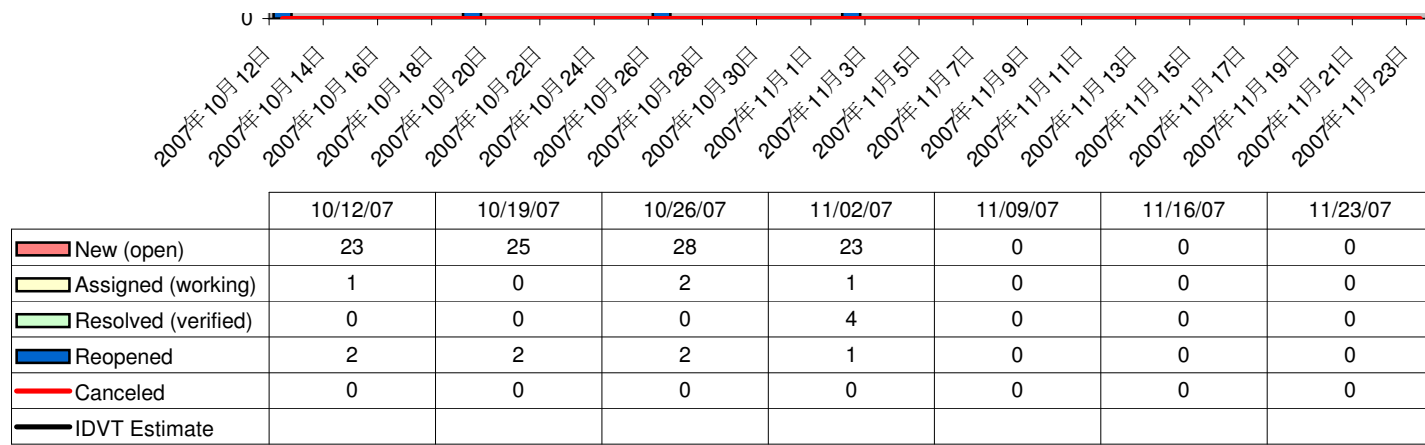 0
2007年10月12日
2007年10月14日
2007年10月16日
2007年10月18日
2007年10月20日
2007年10月22日
2007年10月24日
2007年10月26日
2007年10月28日
2007年10月30日
2007年11月1日
2007年11月3日
2007年11月5日
2007年11月7日
2007年11月9日
2007年11月11日
2007年11月13日
2007年11月15日
2007年11月17日
2007年11月19日
2007年11月21日
2007年11月23日
10/12/07 10/19/07 10/26/07 11/02/07 11/09/07 11/16/07 11/23/07
New (open) 23 25 28 23 0 0 0
Assigned (working) 1 0 2 1 0 0 0
Resolved (verified) 0 0 0 4 0 0 0
Reopened 2 2 2 1 0 0 0
Canceled 0 0 0 0 0 0 0
IDVT Estimate